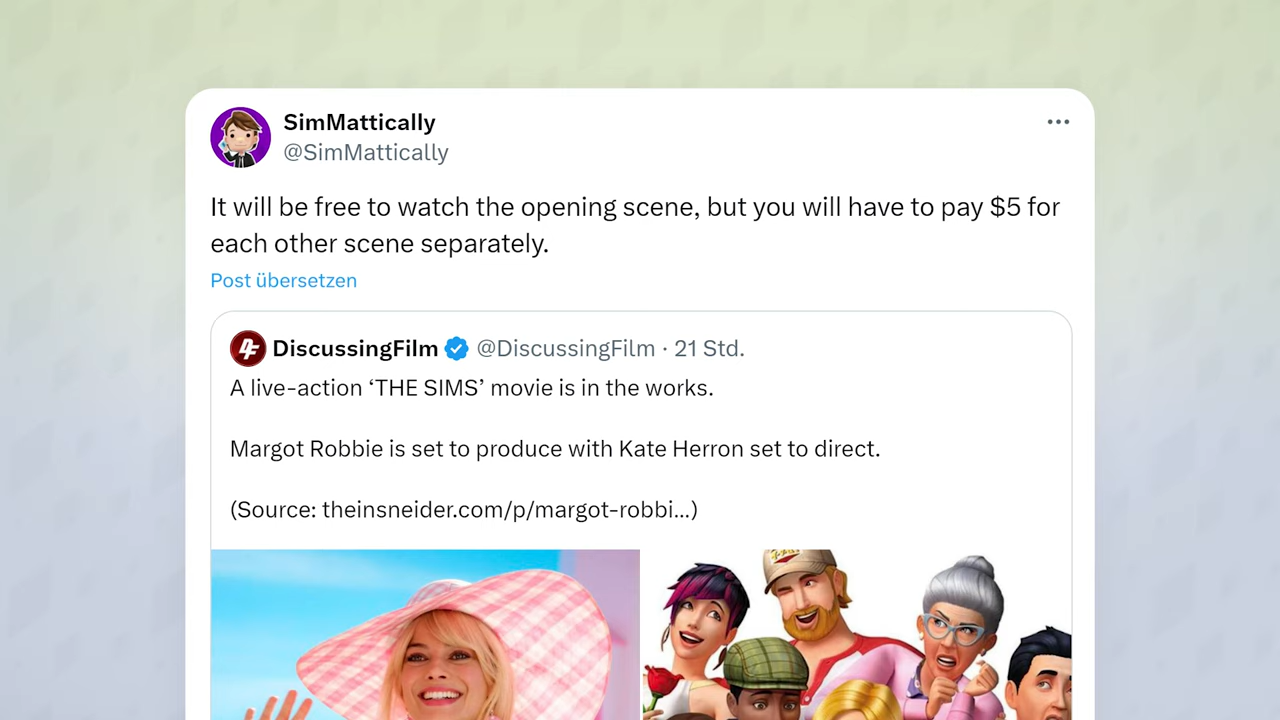 SimMattically
@SimMattically
It will be free to watch the opening scene, but you will have to pay $5 for
each other scene separately.
Post übersetzen
DiscussingFilm @DiscussingFilm · 21 Std.
A live-action ‘THE SIMS’ movie is in the works.
Margot Robbie is set to produce with Kate Herron set to direct.
(Source: theinsneider.com/p/margot-robbi...)